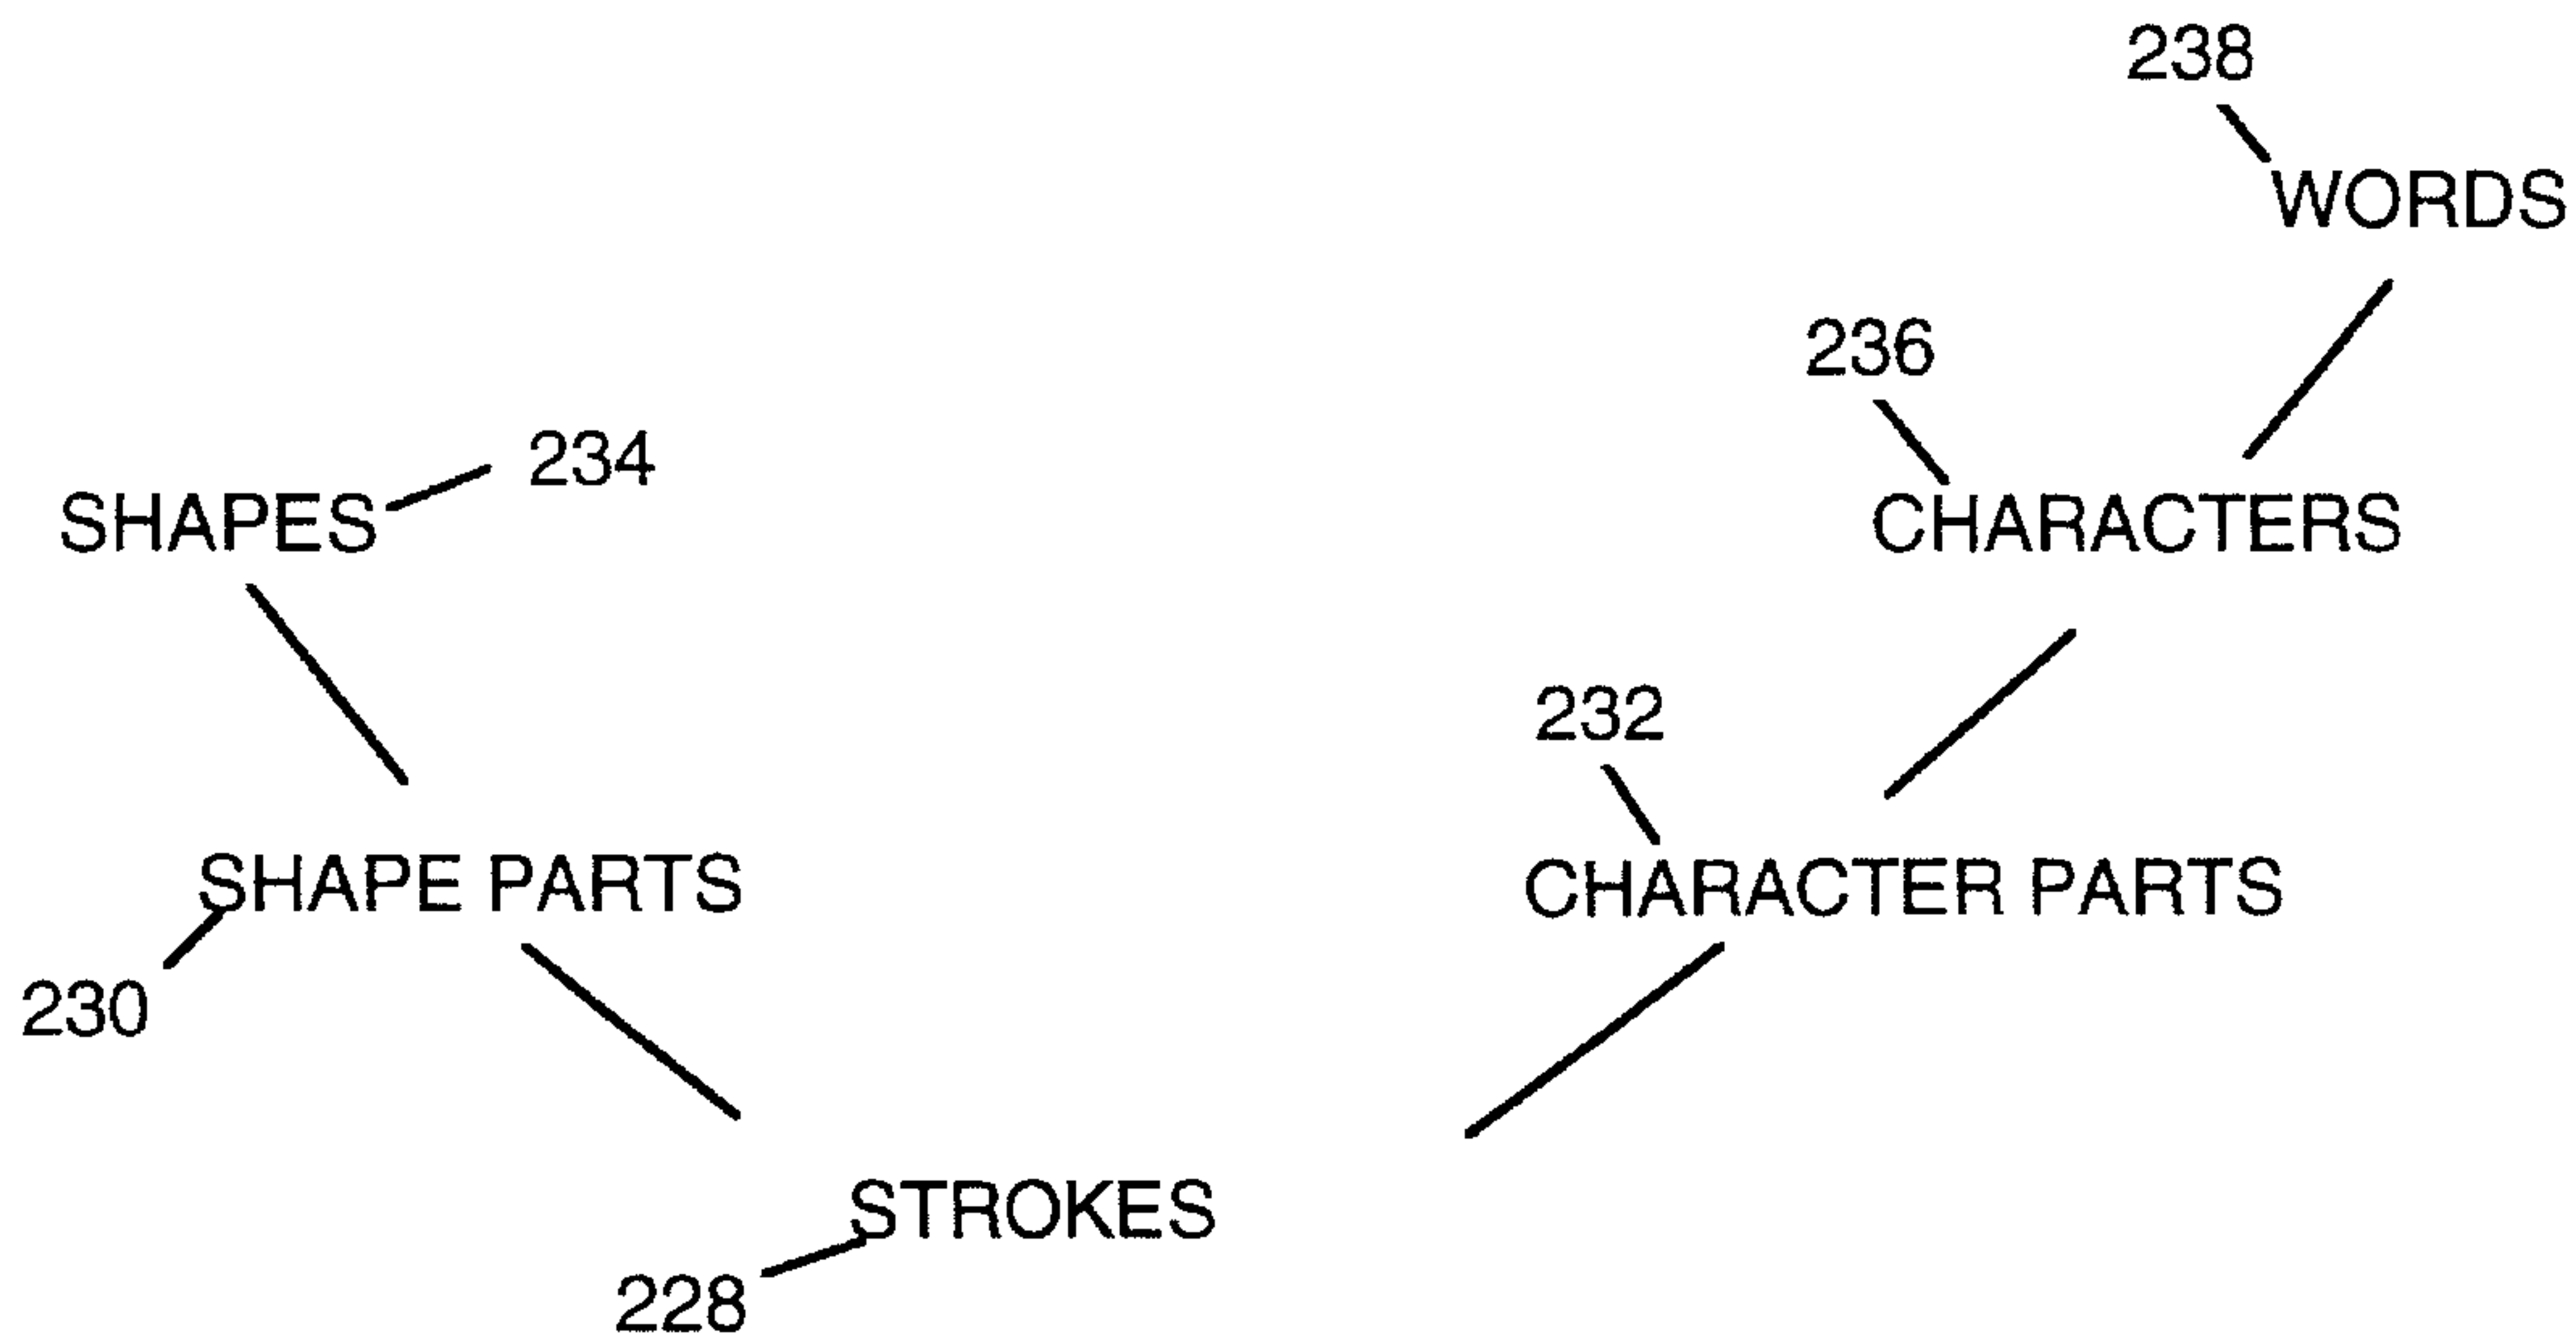 238
WORDS
236
234
SHAPES
CHARACTERS
232
SHAPE PARTS
CHARACTER PARTS
230
STROKES
228